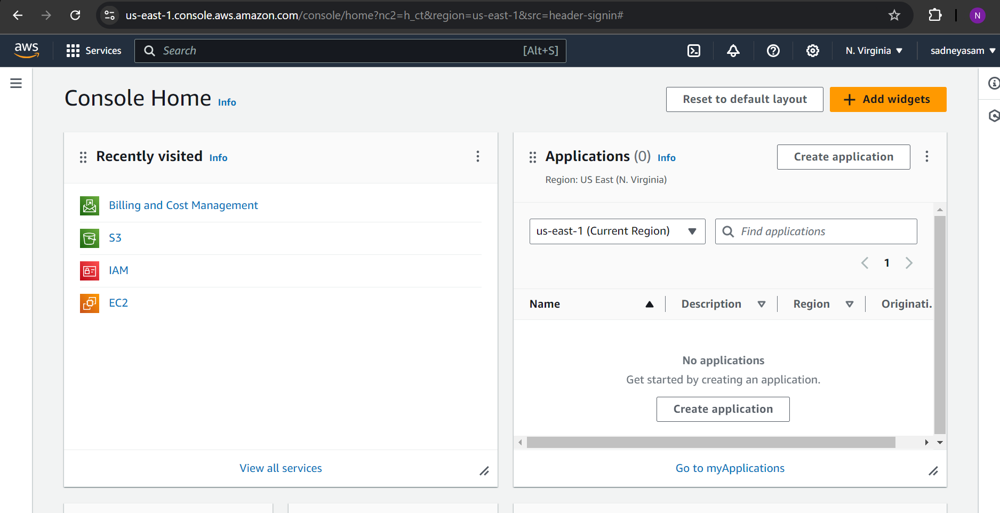 us-east-1.console.aws.amazon.com/console/home?nc2=h_ct&region=us-east-1&src=header-signin#
N
aws
Services
Search
[Alt+S]
N. Virginia
sadneyasam
Console Home Info
Reset to default layout
Add widgets
Recently visited Info
Billing and Cost Management
S3
IAM
EC2
View all services
Applications (0) Info
Create application
Region: US East (N. Virginia)
us-east-1 (Current Region)
Find applications
1
Name
Description
Region
Originati.
No applications
Get started by creating an application.
Create application
Go to myApplications